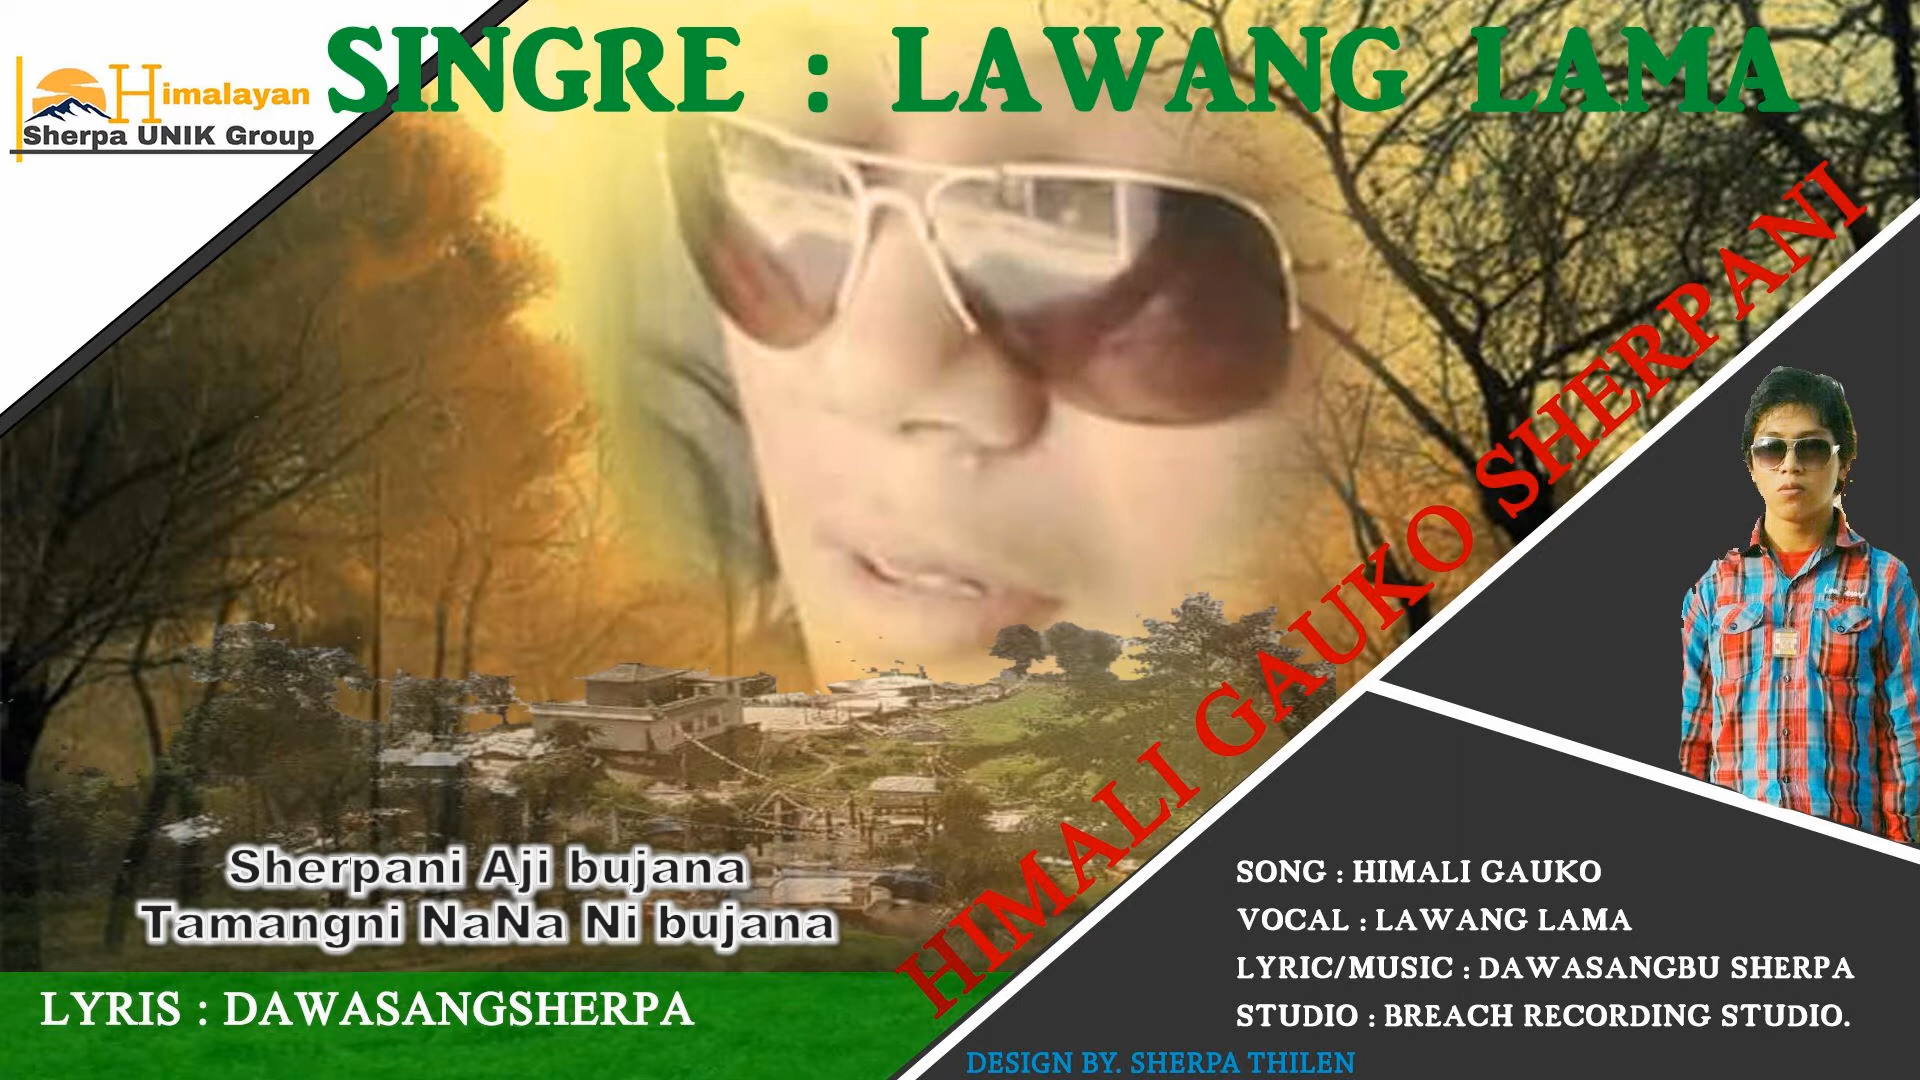 Himalayan
Sherpa UNIK Group
SINGRE : LAWANG LAMA
HIMALI GAUKO SHERPANI
Sherpani Aji bujana
Tamangni NaNa Ni bujana
LYRIS : DAWASANGSHERPA
SONG : HIMALI GAUKO
VOCAL : LAWANG LAMA
LYRIC/MUSIC : DAWASANGBU SHERPA
STUDIO : BREACH RECORDING STUDIO.
DESIGN BY. SHERPA THILEN